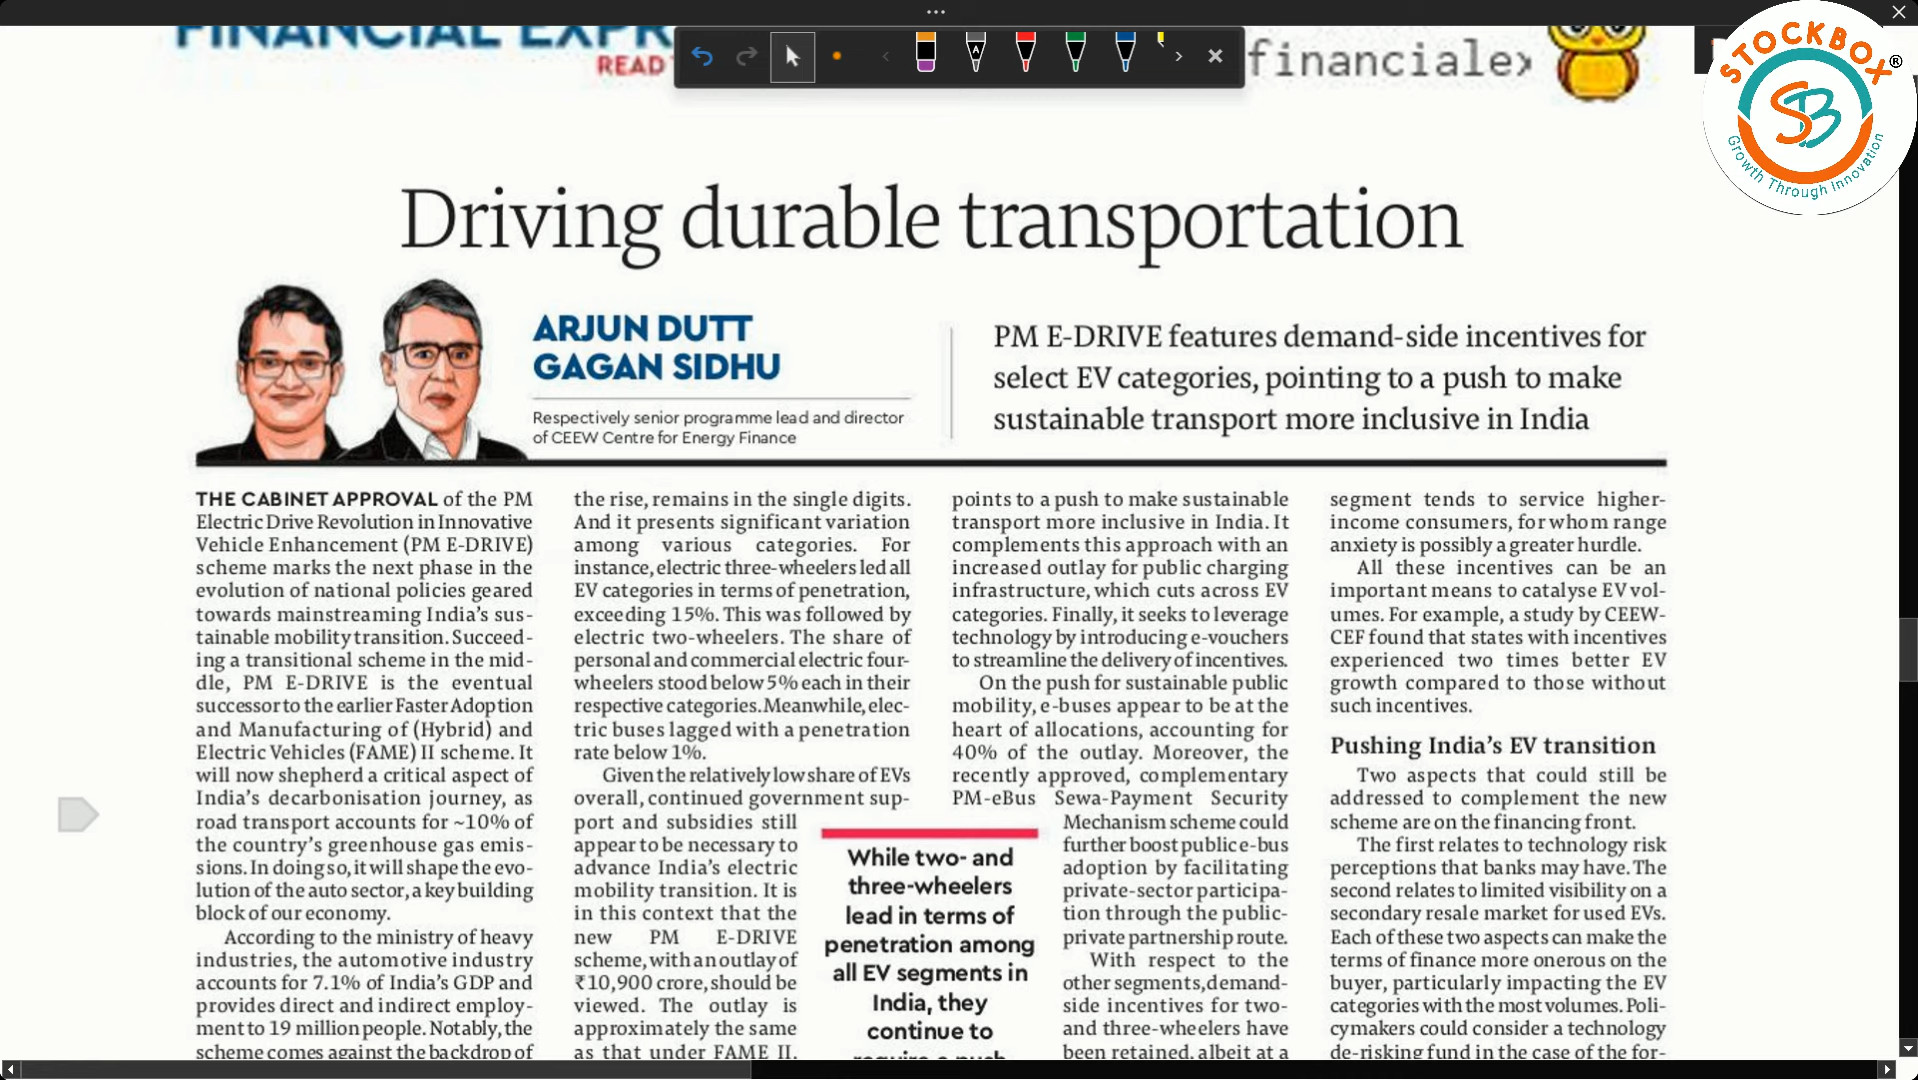 FINANCIAL EXPR
READ
financiale
STOCKBOX®
SB
Growth Through Innovation
Driving durable transportation
ARJUN DUTT
GAGAN SIDHU
Respectively senior programme lead and director
of CEEW Centre for Energy Finance
PM E-DRIVE features demand-side incentives for
select EV categories, pointing to a push to make
sustainable transport more inclusive in India
THE CABINET APPROVAL of the PM
Electric Drive Revolution in Innovative
Vehicle Enhancement (PM E-DRIVE)
scheme marks the next phase in the
evolution of national policies geared
towards mainstreaming India's sus-
tainable mobility transition. Succeed-
ing a transitional scheme in the mid-
dle, PM E-DRIVE is the eventual
successor to the earlier Faster Adoption
and Manufacturing of (Hybrid) and
Electric Vehicles (FAME) II scheme. It
will now shepherd a critical aspect of
India's decarbonisation journey, as
road transport accounts for ~10% of
the country's greenhouse gas emis-
sions. In doing so, it will shape the evo-
lution of the auto sector, a key building
block of our economy.
According to the ministry of heavy
industries, the automotive industry
accounts for 7.1% of India's GDP and
provides direct and indirect employ-
ment to 19 million people. Notably, the
scheme comes against the backdrop of
the rise, remains in the single digits.
And it presents significant variation
among various categories. For
instance, electric three-wheelers led all
EV categories in terms of penetration,
exceeding 15%. This was followed by
electric two-wheelers. The share of
personal and commercial electric four-
wheelers stood below 5% each in their
respective categories. Meanwhile, elec-
tric buses lagged with a penetration
rate below 1%.
Given the relatively low share of EVs
overall, continued government sup-
port and subsidies still
appear to be necessary to
advance India's electric
mobility transition. It is
in this context that the
new PM E-DRIVE
scheme, with an outlay of
₹10,900 crore, should be
viewed. The outlay is
approximately the same
as that under FAME II.
While two- and
three-wheelers
lead in terms of
penetration among
all EV segments in
India, they
continue to
require a push
points to a push to make sustainable
transport more inclusive in India. It
complements this approach with an
increased outlay for public charging
infrastructure, which cuts across EV
categories. Finally, it seeks to leverage
technology by introducing e-vouchers
to streamline the delivery of incentives.
On the push for sustainable public
mobility, e-buses appear to be at the
heart of allocations, accounting for
40% of the outlay. Moreover, the
recently approved, complementary
PM-eBus Sewa-Payment Security
Mechanism scheme could
further boost public e-bus
adoption by facilitating
private-sector participa-
tion through the public-
private partnership route.
With respect to the
other segments, demand-
side incentives for two-
and three-wheelers have
been retained, albeit at a
segment tends to service higher-
income consumers, for whom range
anxiety is possibly a greater hurdle.
All these incentives can be an
important means to catalyse EV vol-
umes. For example, a study by CEEW-
CEF found that states with incentives
experienced two times better EV
growth compared to those without
such incentives.
Pushing India's EV transition
Two aspects that could still be
addressed to complement the new
scheme are on the financing front.
The first relates to technology risk
perceptions that banks may have. The
second relates to limited visibility on a
secondary resale market for used EVs.
Each of these two aspects can make the
terms of finance more onerous on the
buyer, particularly impacting the EV
categories with the most volumes. Poli-
cymakers could consider a technology
de-risking fund in the case of the for-